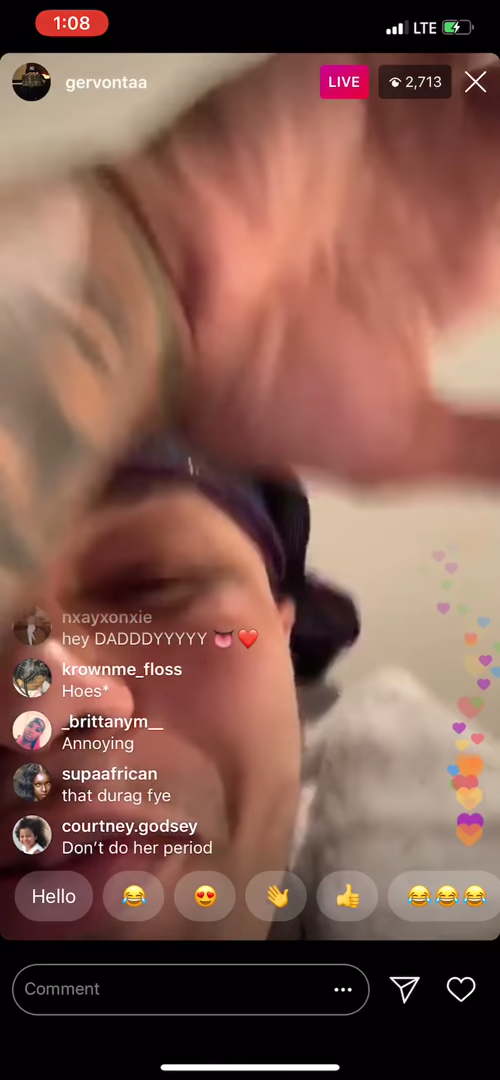 1:08
LTE
gervontaa
LIVE
2,713
nxayxonxie
hey DADDDYYYYY 👅❤️
krownme_floss
Hoes*
_brittanym__
Annoying
supaafrican
that durag fye
courtney.godsey
Don't do her period
Hello 😂 😍 👋 👍 😂😂😂
Comment